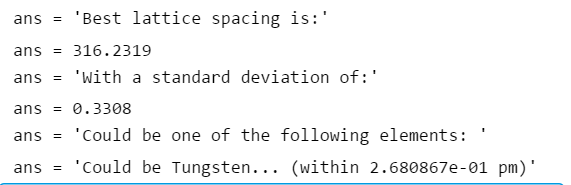 ans = 'Best lattice spacing is:'
ans = 316.2319
ans = 'With a standard deviation of:'
ans = 0.3308
ans = 'Could be one of the following elements: '
ans = 'Could be Tungsten... (within 2.680867e-01 pm)'